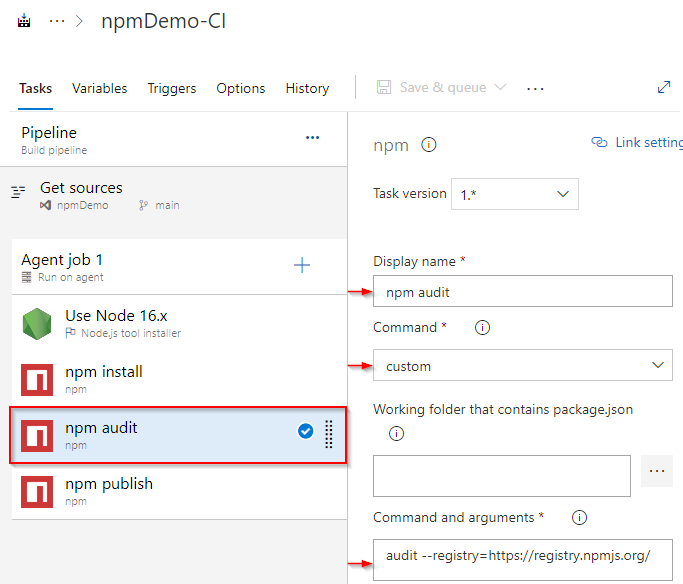 npmDemo-CI
Tasks Variables Triggers Options History Save & queue
Pipeline
Build pipeline
Get sources
npmDemo main
Agent job 1
Run on agent
Use Node 16.x
Node.js tool installer
npm install
npm
npm audit
npm
npm publish
npm
npm Link setting
Task version 1.*
Display name *
npm audit
Command *
custom
Working folder that contains package.json
Command and arguments *
audit --registry=https://registry.npmjs.org/